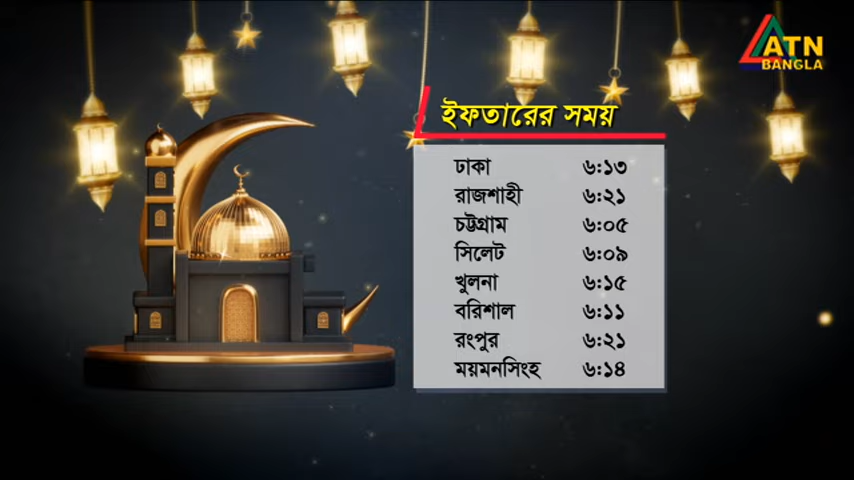 ATN
BANGLA
ইফতারের সময়
ঢাকা ৬:১৩
রাজশাহী ৬:২১
চট্টগ্রাম ৬:০৫
সিলেট ৬:০৯
খুলনা ৬:১৫
বরিশাল ৬:১১
রংপুর ৬:২১
ময়মনসিংহ ৬:১৪